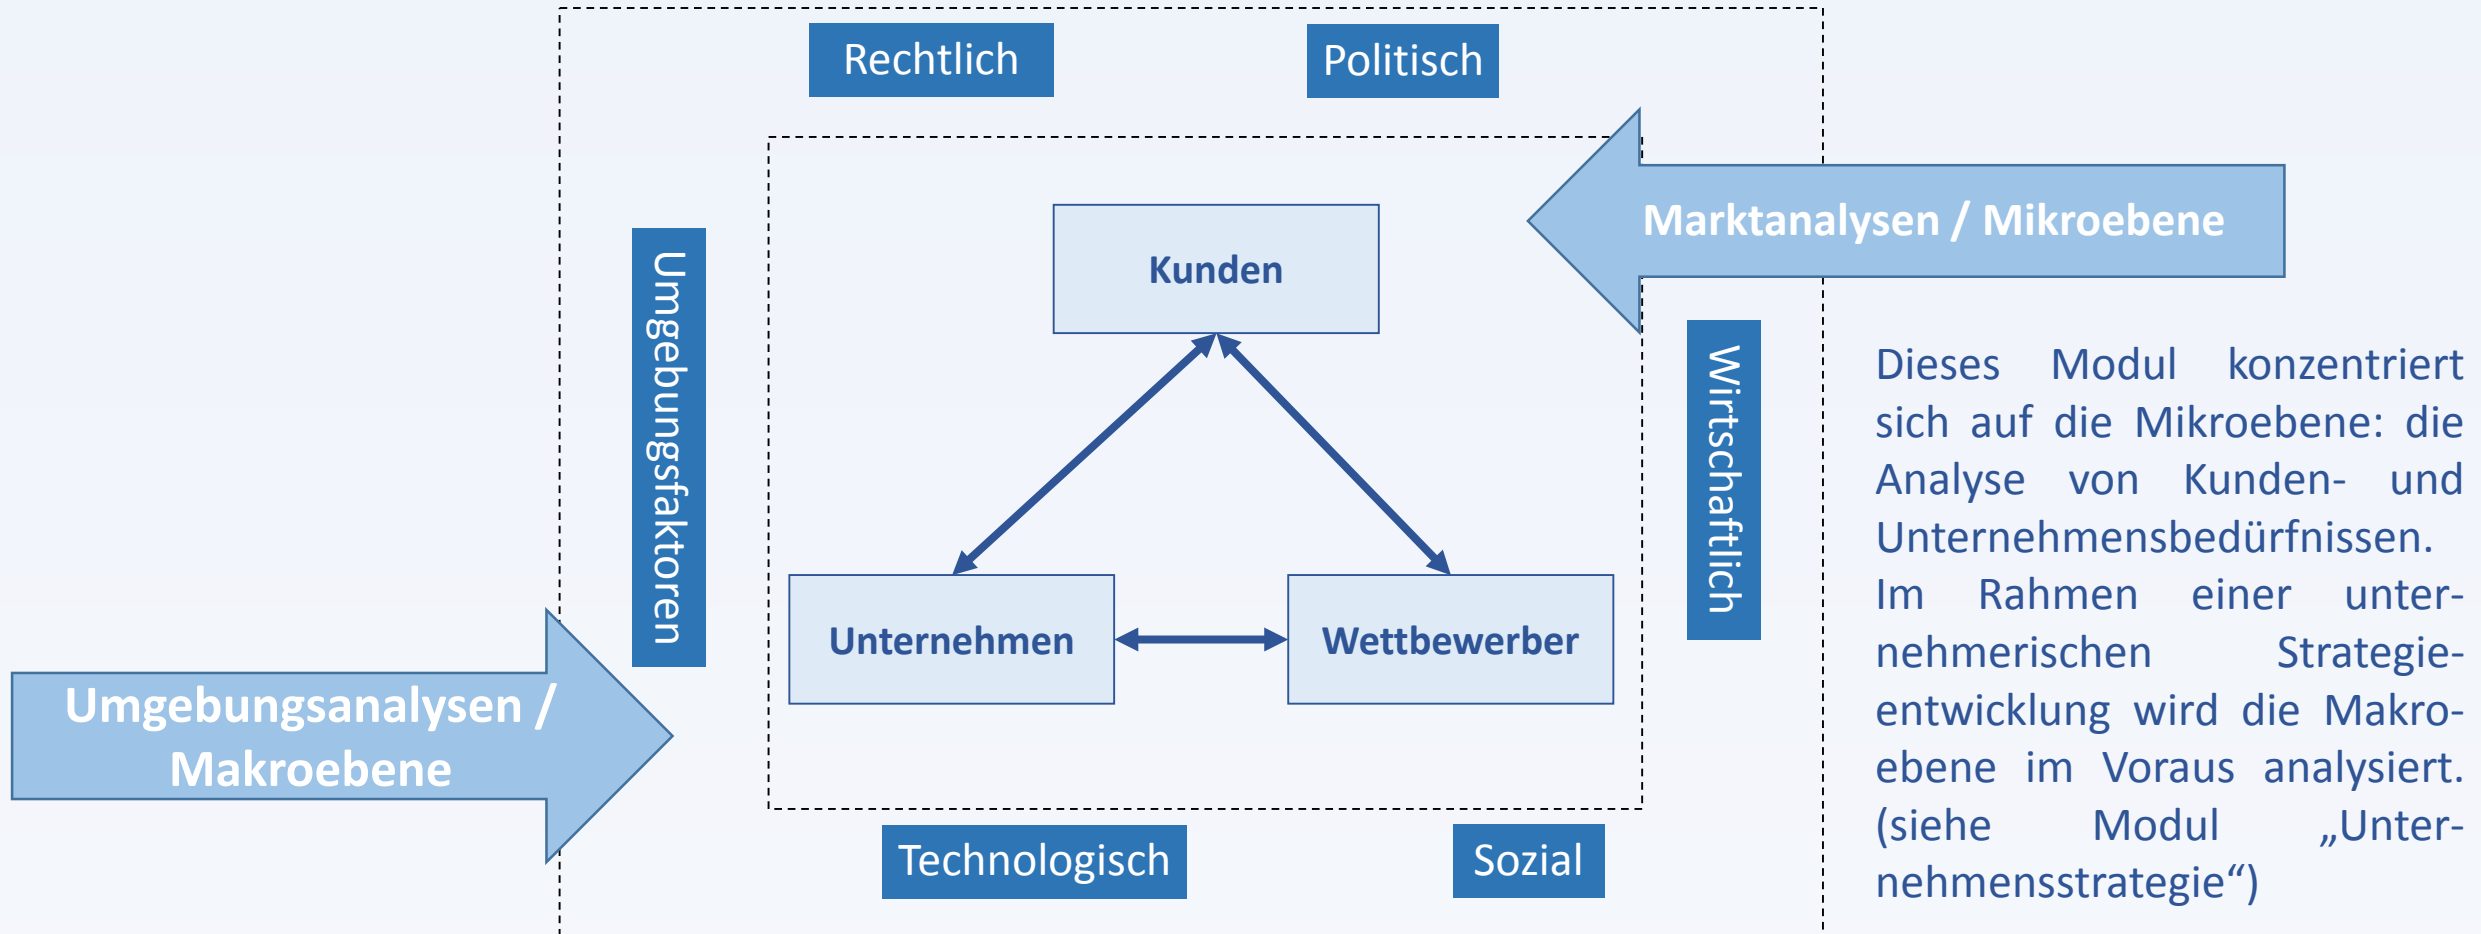 Rechtlich
Politisch
Marktanalysen / Mikroebene
Kunden
Umgebungsfaktoren
Wirtschaftlich
Unternehmen
Wettbewerber
Umgebungsanalysen /
Makroebene
Technologisch
Sozial
Dieses Modul konzentriert
sich auf die Mikroebene: die
Analyse von Kunden- und
Unternehmensbedürfnissen.
Im Rahmen einer unter-
nehmerischen Strategie-
entwicklung wird die Makro-
ebene im Voraus analysiert.
(siehe Modul „Unter-
nehmensstrategie“)